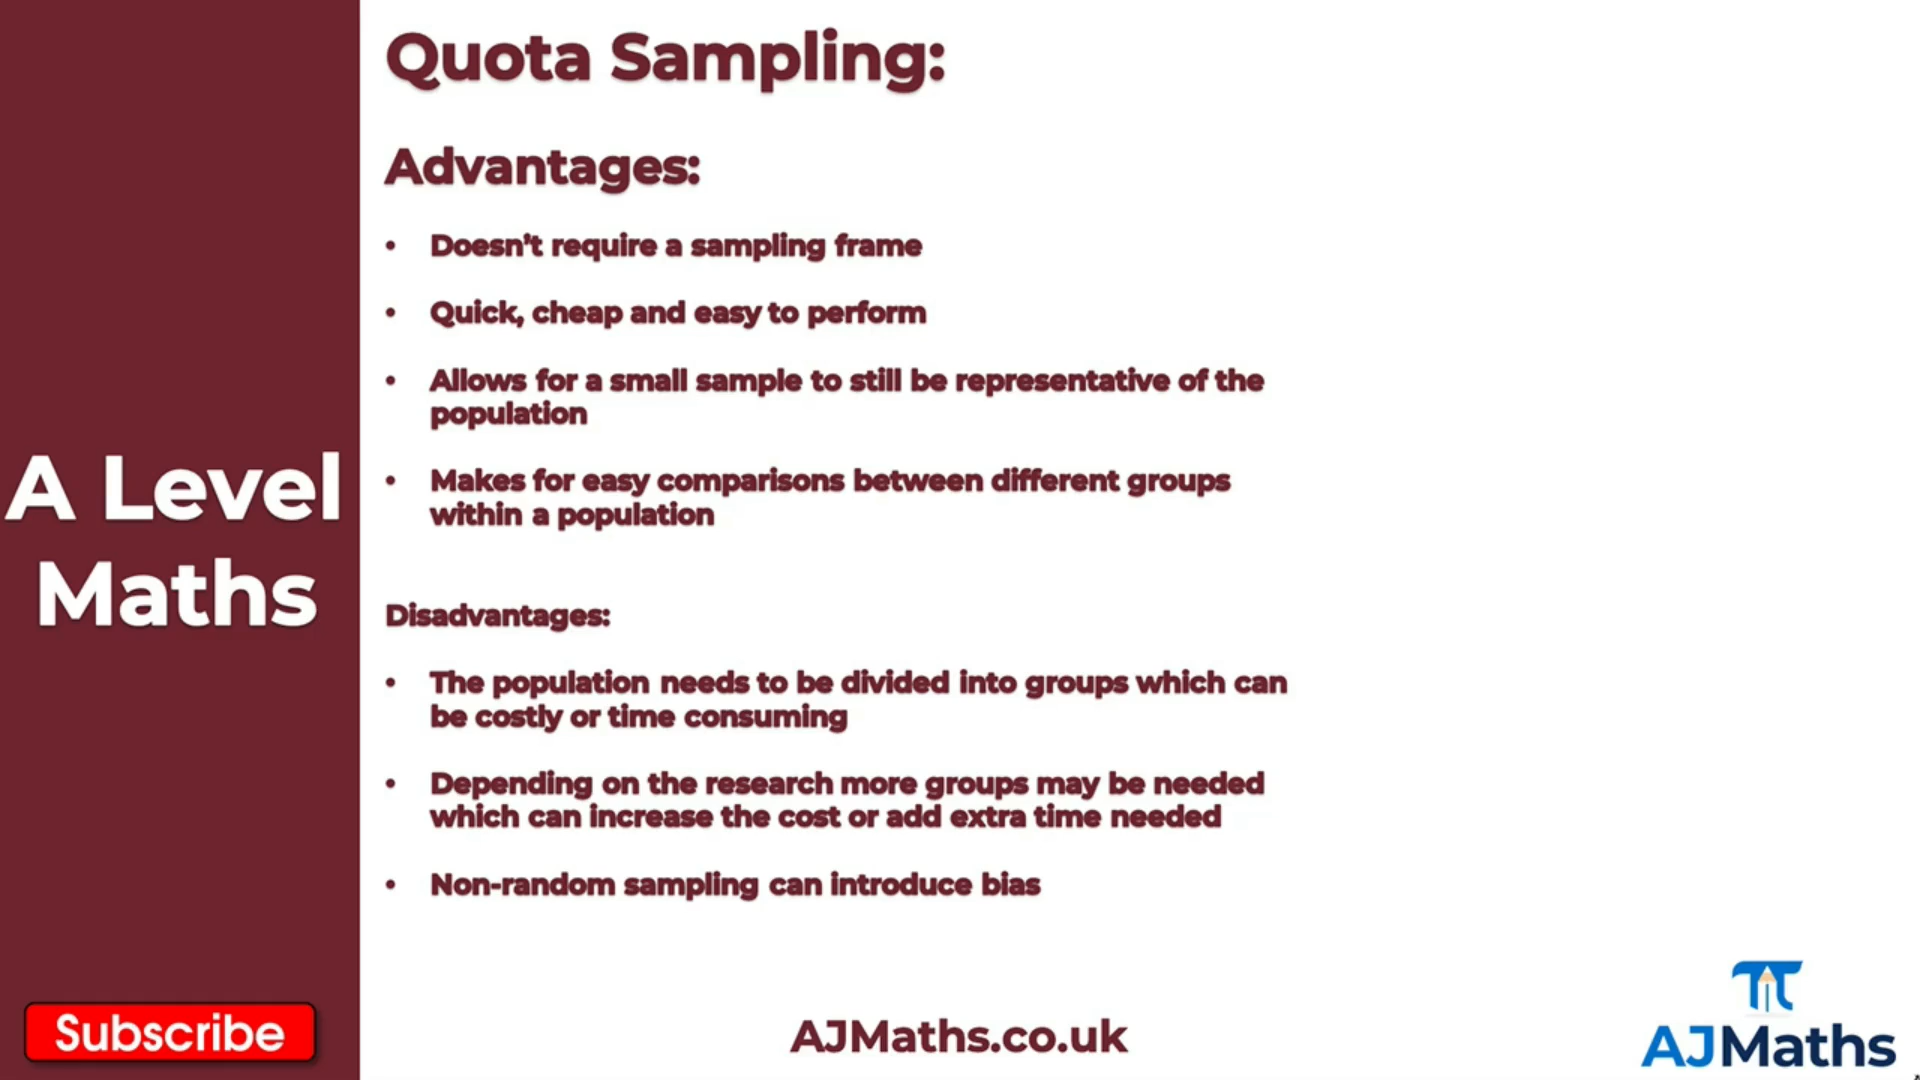 Quota Sampling:
Advantages:
• Doesn't require a sampling frame
• Quick, cheap and easy to perform
• Allows for a small sample to still be representative of the
population
• Makes for easy comparisons between different groups
within a population
Disadvantages:
• The population needs to be divided into groups which can
be costly or time consuming
• Depending on the research more groups may be needed
which can increase the cost or add extra time needed
• Non-random sampling can introduce bias
A Level
Maths
Subscribe
AJMaths.co.uk
AJMaths